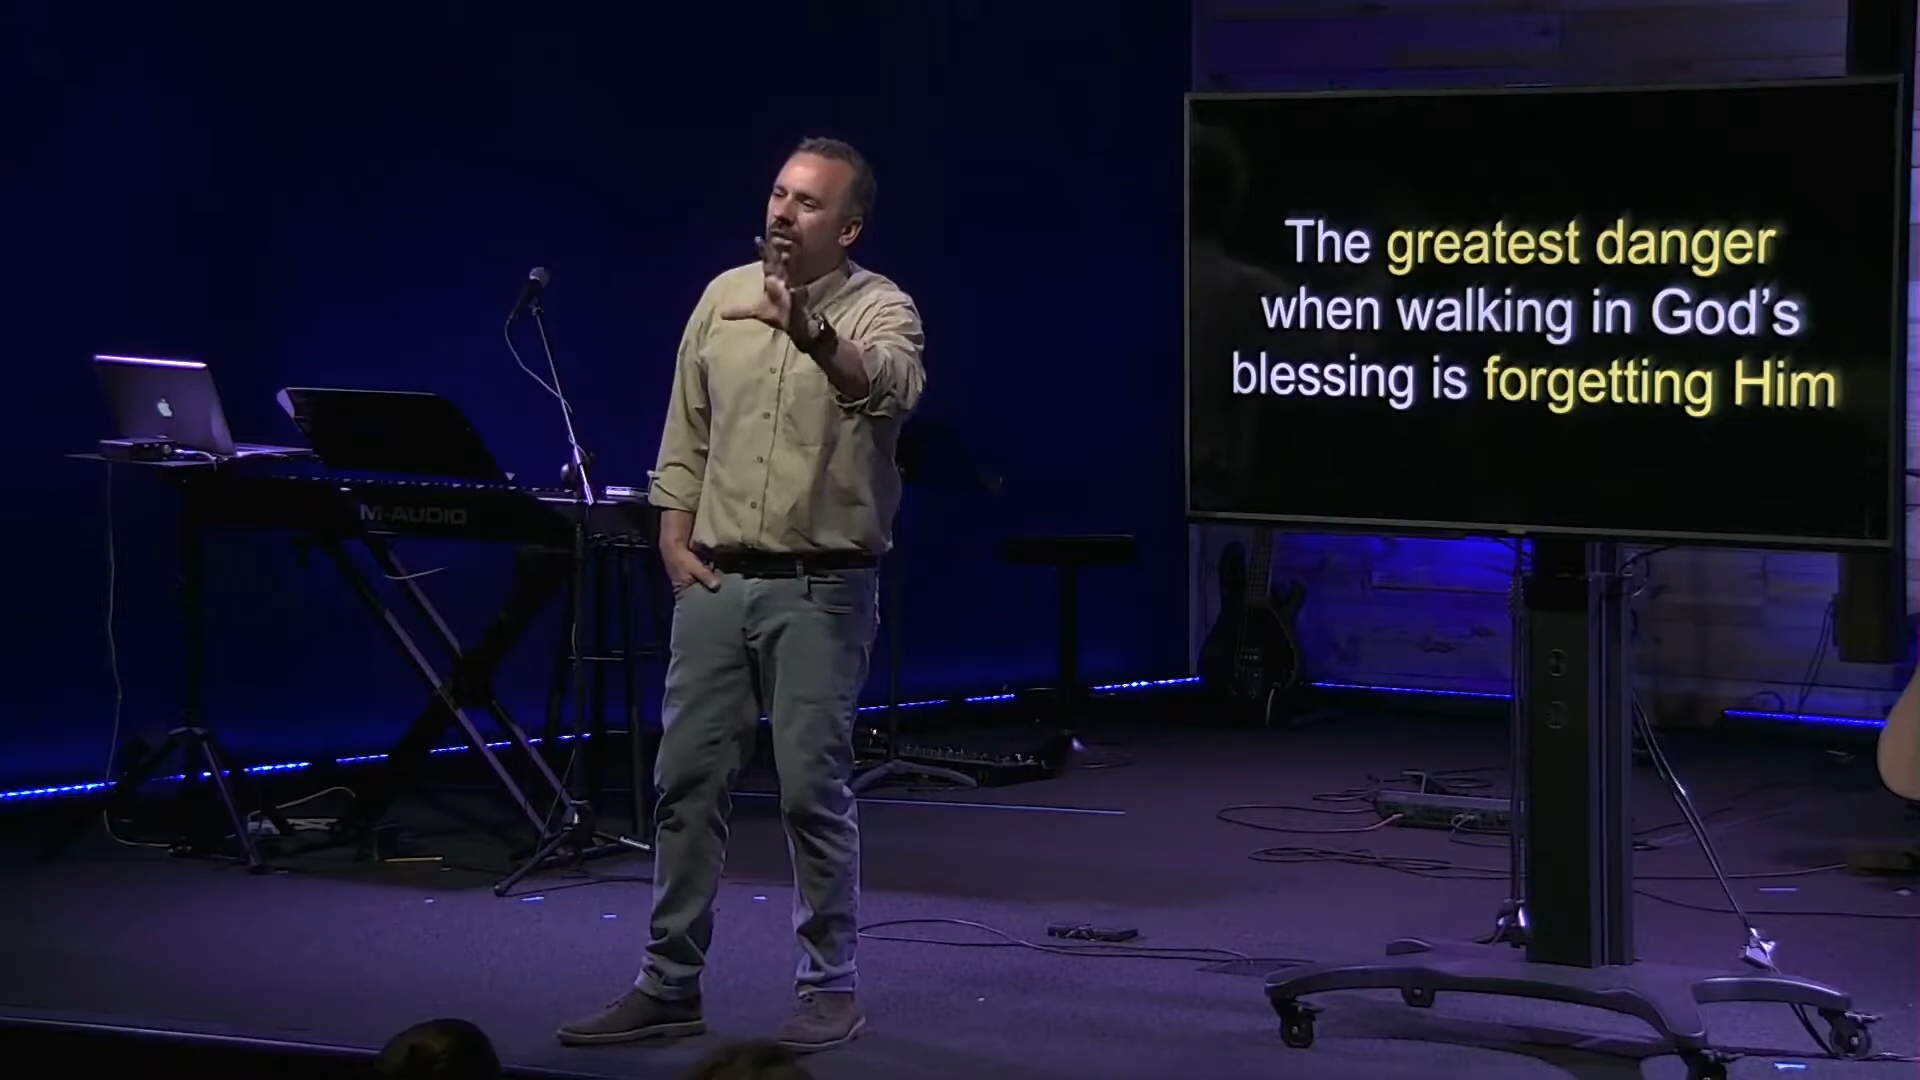 The greatest danger
when walking in God's
blessing is forgetting Him
M-AUDIO